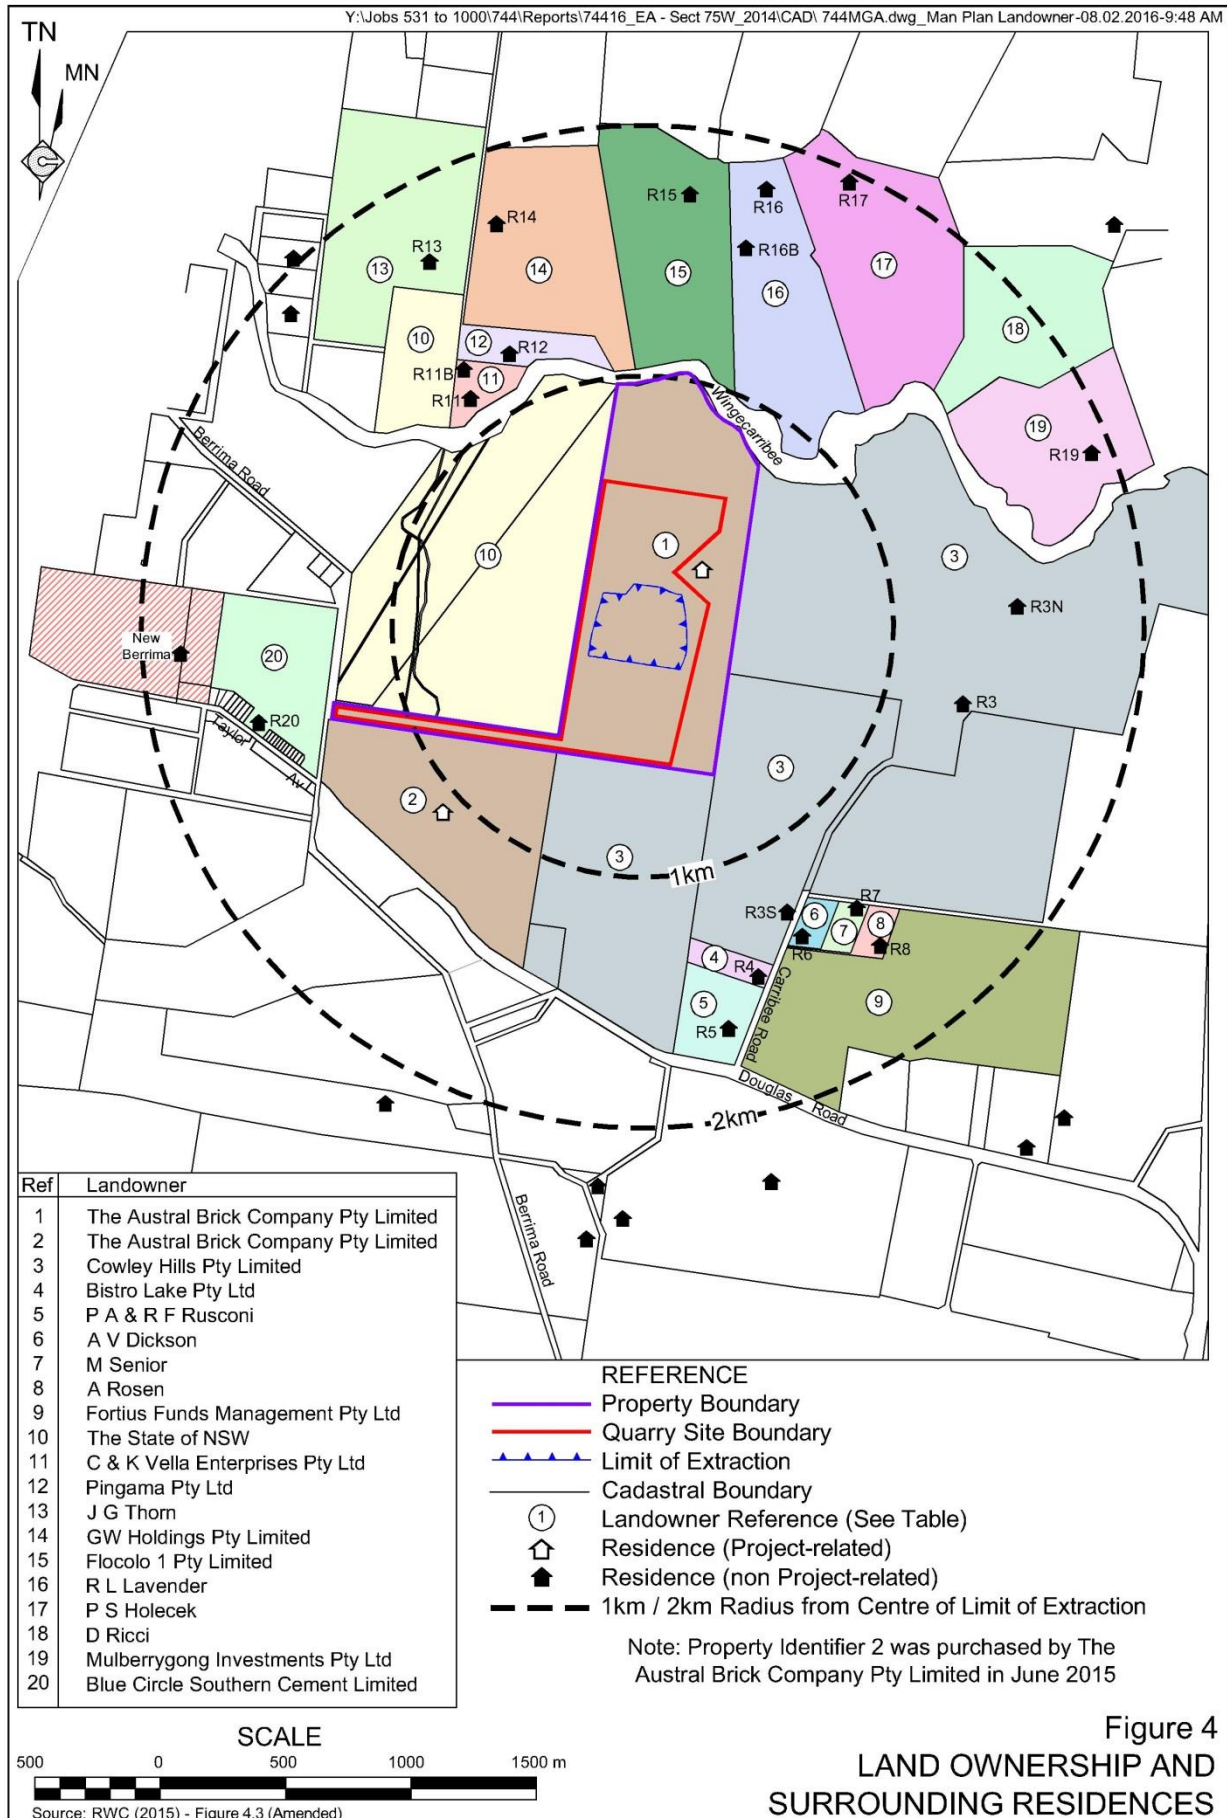 Y:\Jobs 531 to 1000\744\Reports\74416_EA - Sect 75W_2014\CAD\ 744MGA.dwg_Man Plan Landowner-08.02.2016-9:48 AM
TN
MN
R17
R15
R16
R14
R13
R16B
13
14
15
17
16
18
10
12
R12
R11B
11
R11
Wingecarribee
19
R19
Berrima Road
1
10
3
R3N
New
Berrima
20
R3
R20
Taylor
Av
3
2
3
1km
R7
R3S
6
8
7
R6
R8
4
R4
Carribee Road
5
9
R5
Douglas Road
2km
Berrima Road
Ref Landowner
1 The Austral Brick Company Pty Limited
2 The Austral Brick Company Pty Limited
3 Cowley Hills Pty Limited
4 Bistro Lake Pty Ltd
5 P A & R F Rusconi
6 A V Dickson
7 M Senior
8 A Rosen
9 Fortius Funds Management Pty Ltd
10 The State of NSW
11 C & K Vella Enterprises Pty Ltd
12 Pingama Pty Ltd
13 J G Thorn
14 GW Holdings Pty Limited
15 Flocolo 1 Pty Limited
16 R L Lavender
17 P S Holecek
18 D Ricci
19 Mulberrygong Investments Pty Ltd
20 Blue Circle Southern Cement Limited
REFERENCE
Property Boundary
Quarry Site Boundary
Limit of Extraction
Cadastral Boundary
1 Landowner Reference (See Table)
Residence (Project-related)
Residence (non Project-related)
1km / 2km Radius from Centre of Limit of Extraction
Note: Property Identifier 2 was purchased by The
Austral Brick Company Pty Limited in June 2015
SCALE
500 0 500 1000 1500 m
Source: RWC (2015) - Figure 4.3 (Amended)
Figure 4
LAND OWNERSHIP AND
SURROUNDING RESIDENCES